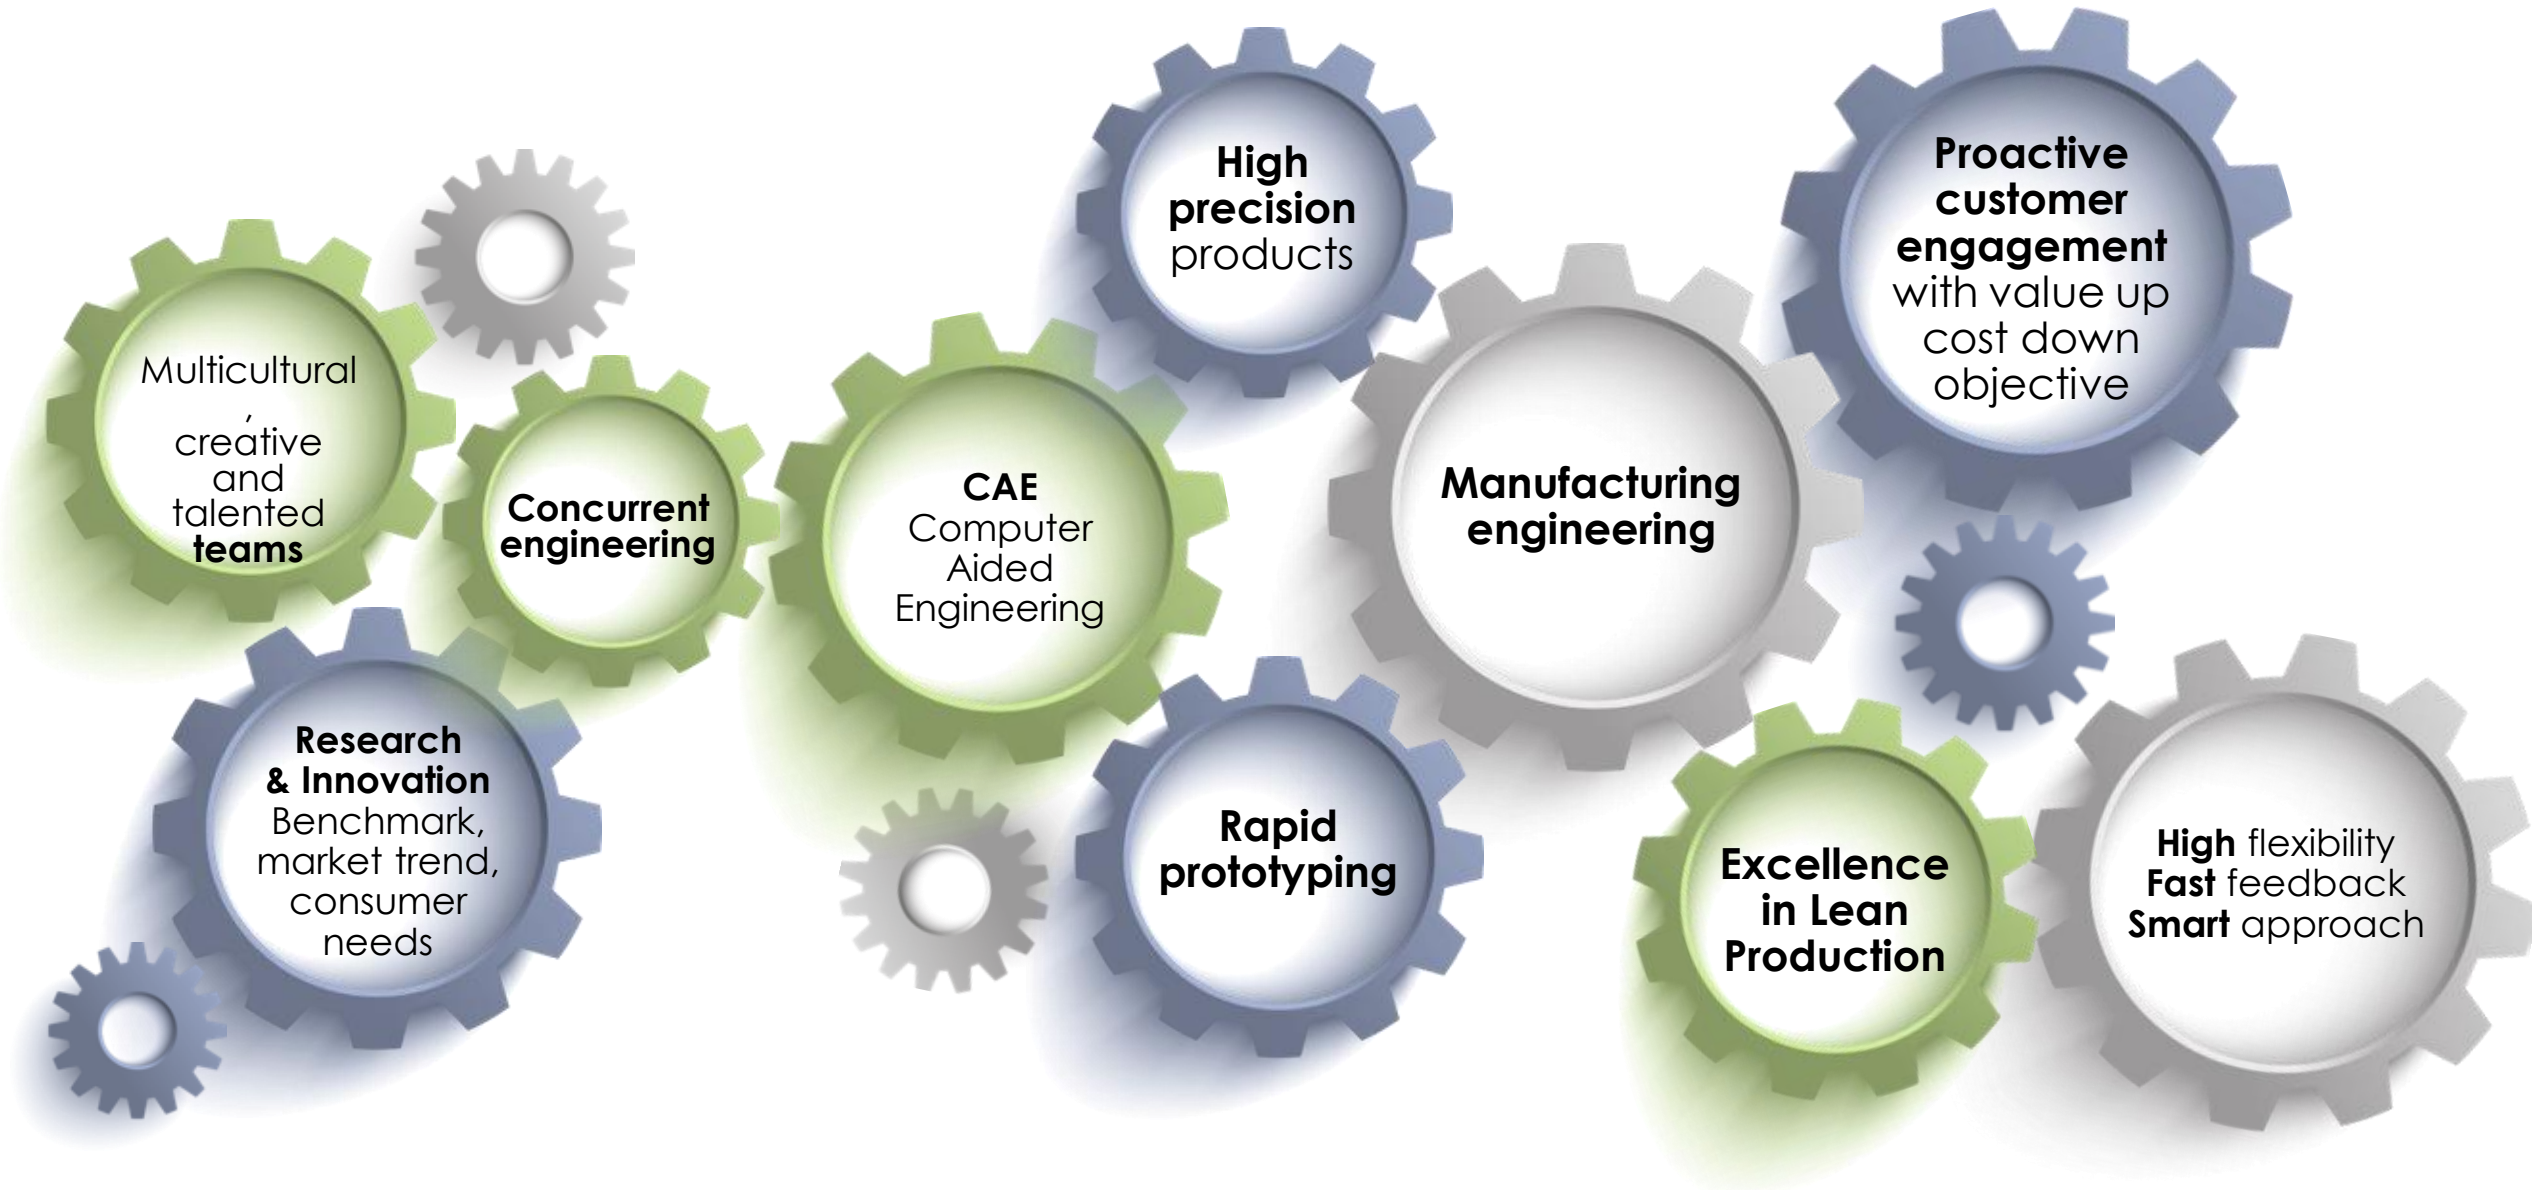 Multicultural
,
creative
and
talented
teams
Research
& Innovation
Benchmark,
market trend,
consumer
needs
Concurrent
engineering
CAE
Computer
Aided
Engineering
High
precision
products
Rapid
prototyping
Manufacturing
engineering
Proactive
customer
engagement
with value up
cost down
objective
Excellence
in Lean
Production
High flexibility
Fast feedback
Smart approach